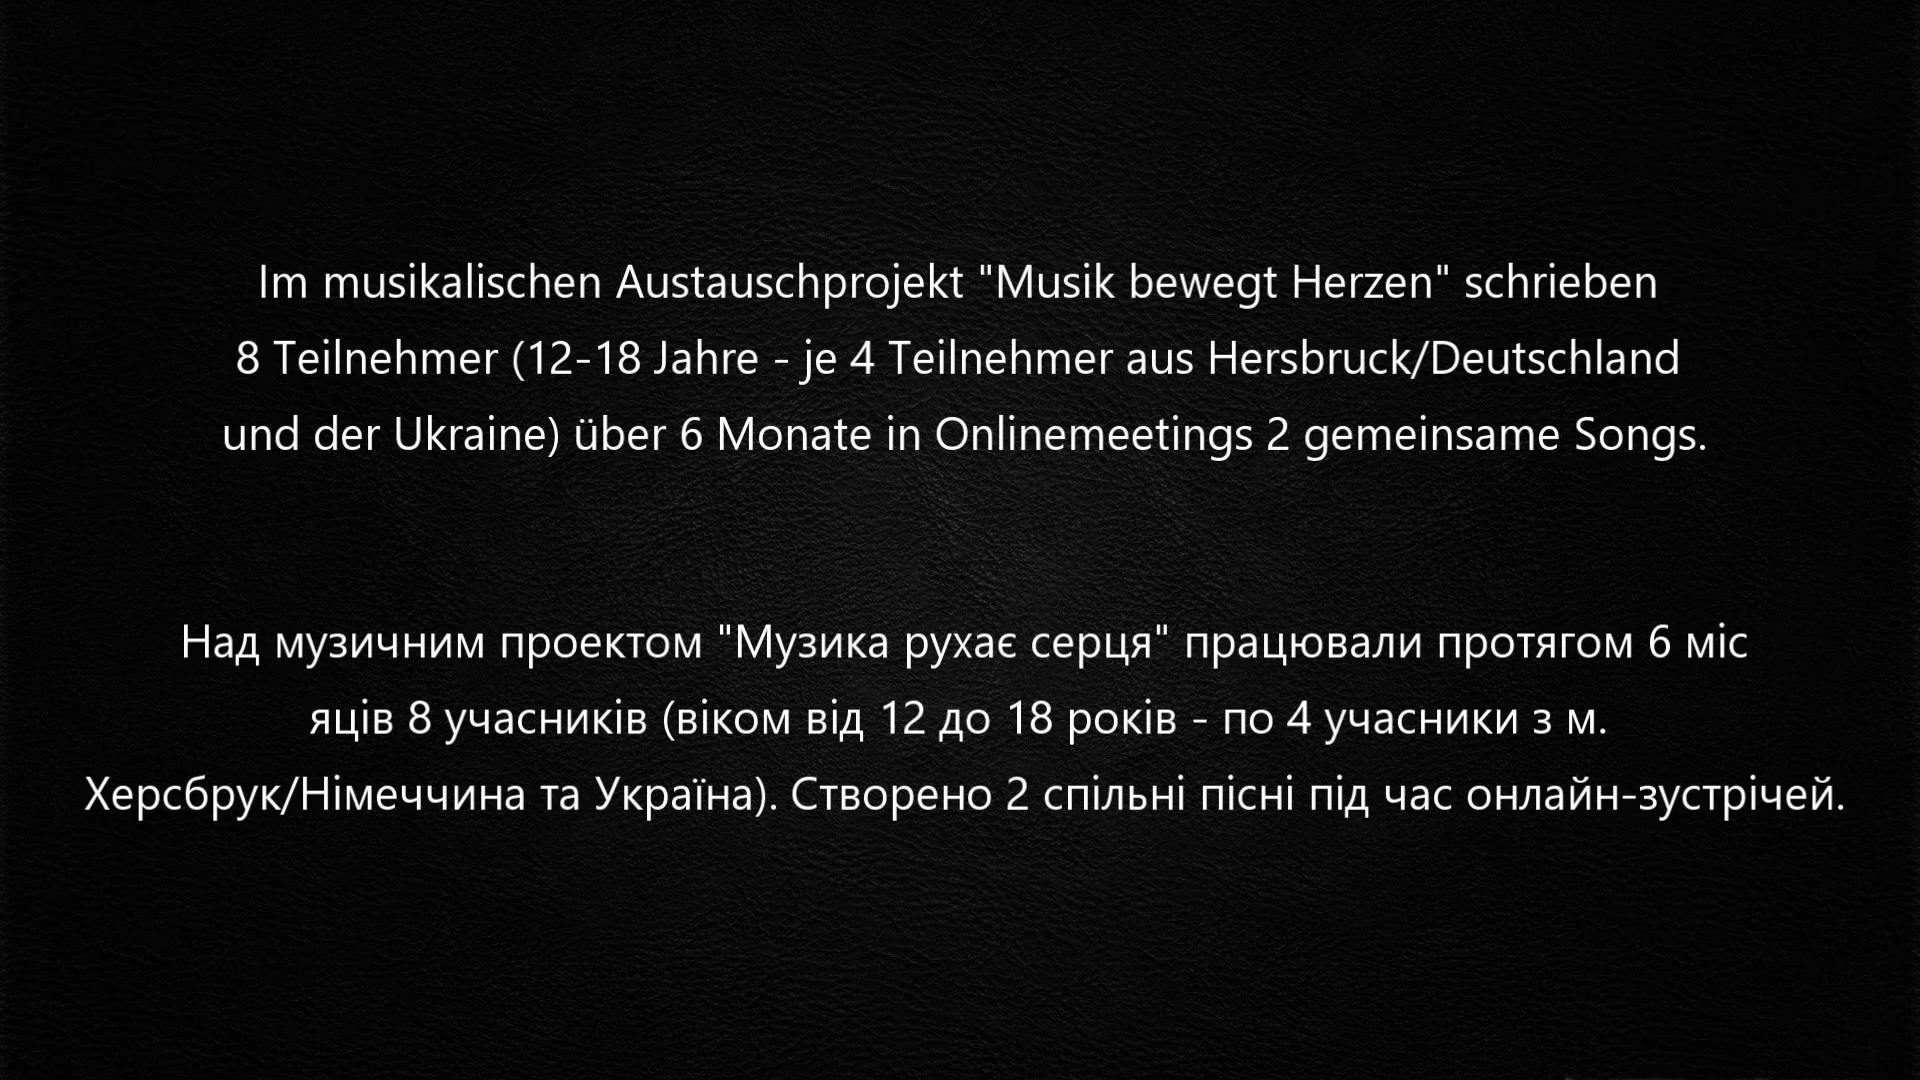 Im musikalischen Austauschprojekt "Musik bewegt Herzen" schrieben
8 Teilnehmer (12-18 Jahre - je 4 Teilnehmer aus Hersbruck/Deutschland
und der Ukraine) über 6 Monate in Onlinemeetings 2 gemeinsame Songs.
Над музичним проектом "Музика рухає серця" працювали протягом 6 міс
яців 8 учасників (віком від 12 до 18 років - по 4 учасники з м.
Херсбрук/Німеччина та Україна). Створено 2 спільні пісні під час онлайн-зустрічей.